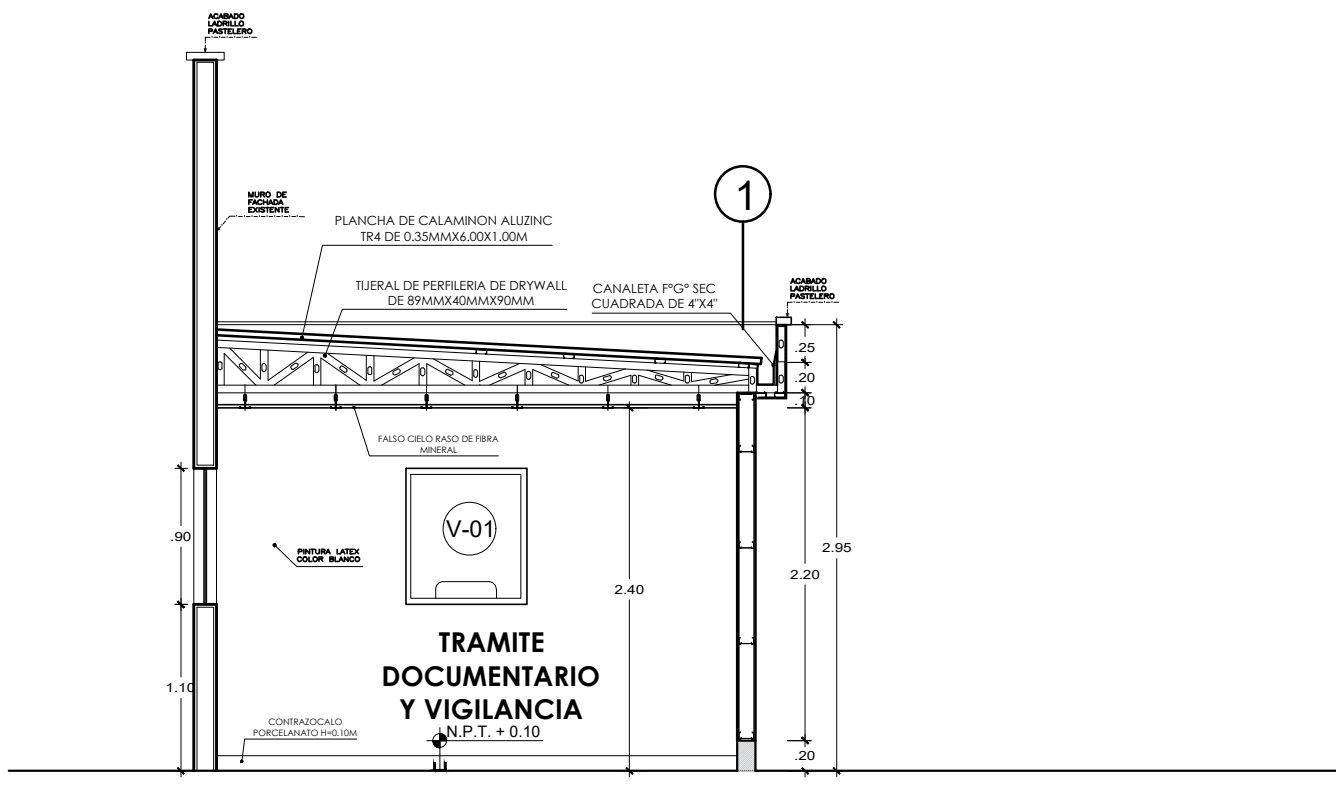 ACABADO
LADRILLO
PASTELERO
1
MURO DE
FACHADA
EXISTENTE
PLANCHA DE CALAMINON ALUZINC
TR4 DE 0.35MMX6.00X1.00M
TIJERAL DE PERFILERIA DE DRYWALL
DE 89MMX40MMX90MM
CANALETA FºGº SEC
CUADRADA DE 4"X4"
ACABADO
LADRILLO
PASTELERO
.25
.20
.10
FALSO CIELO RASO DE FIBRA
MINERAL
V-01
.90
PINTURA LATEX
COLOR BLANCO
2.95
2.20
2.40
TRAMITE
DOCUMENTARIO
Y VIGILANCIA
1.10
CONTRAZOCALO
PORCELANATO H=0.10M
N.P.T. + 0.10
.20